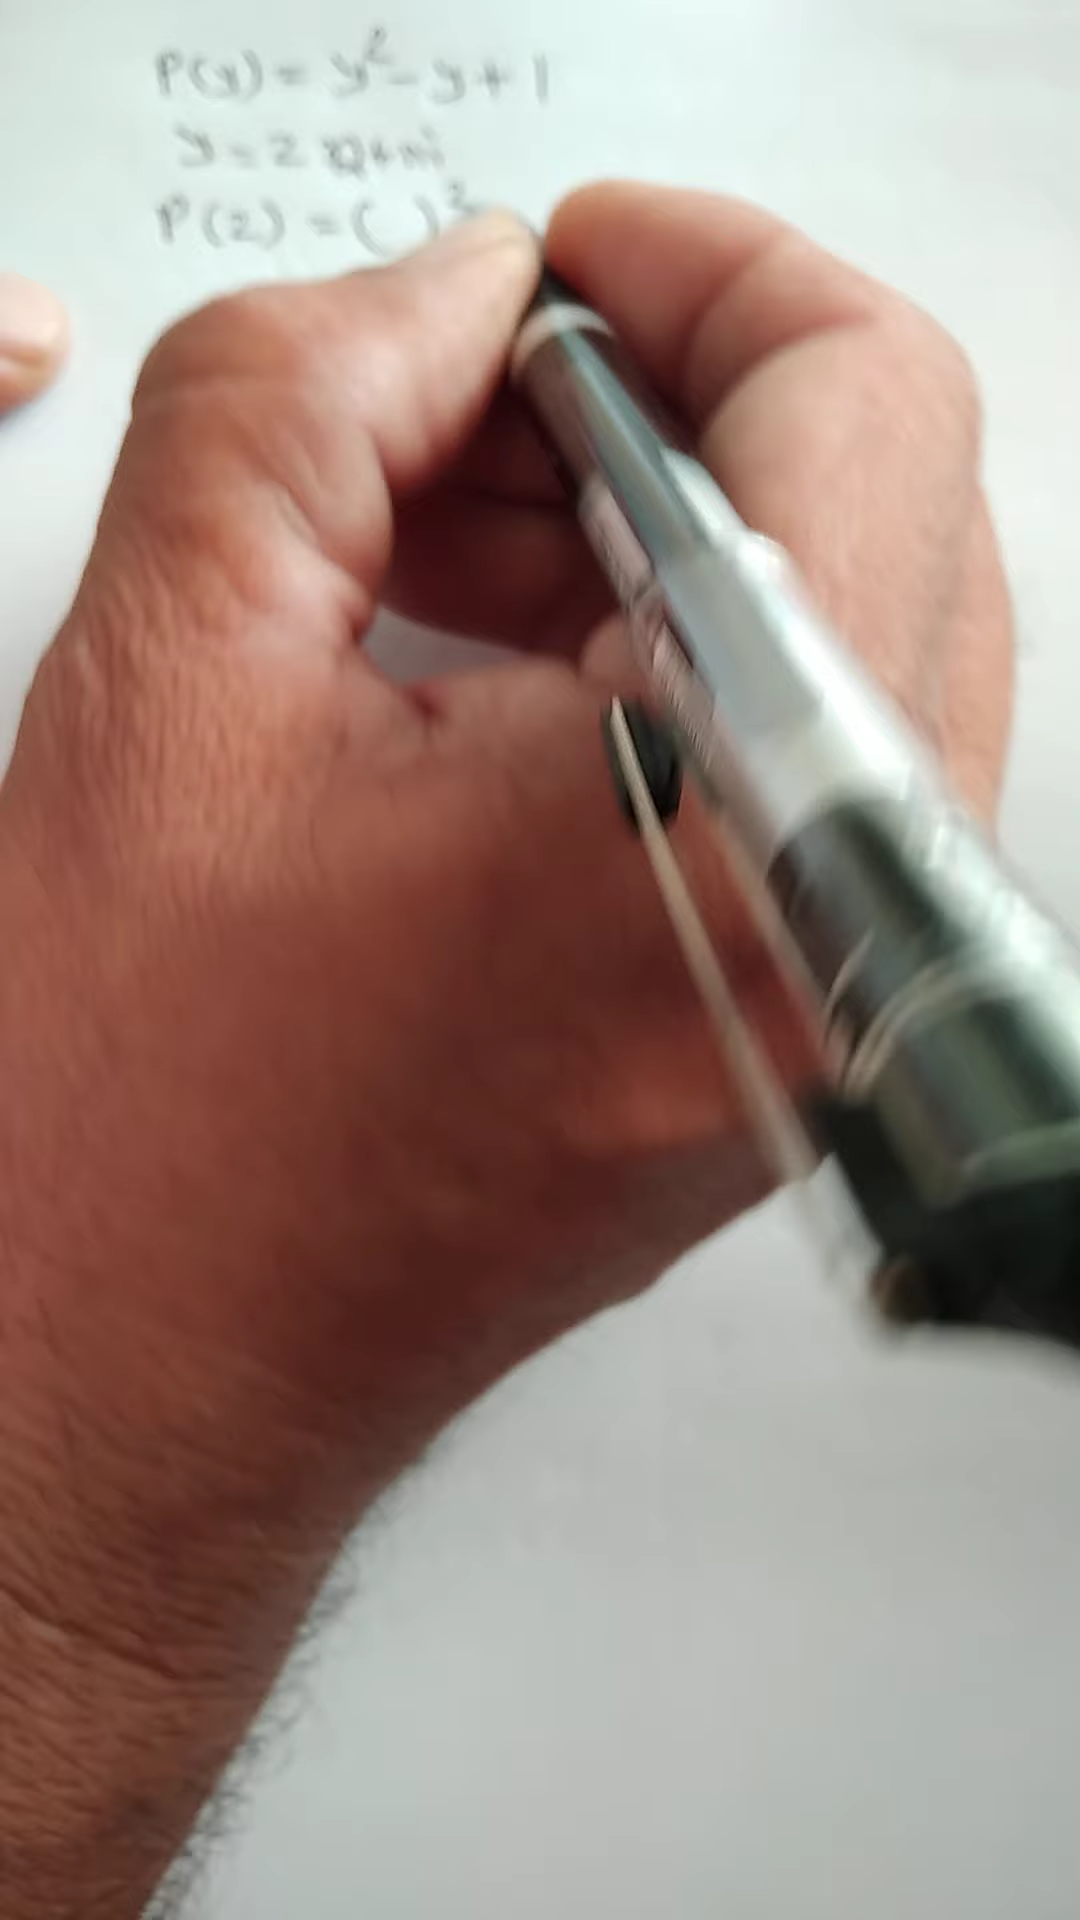 P(y) = y² - y + 1
y = 2
P(2) = ( )²